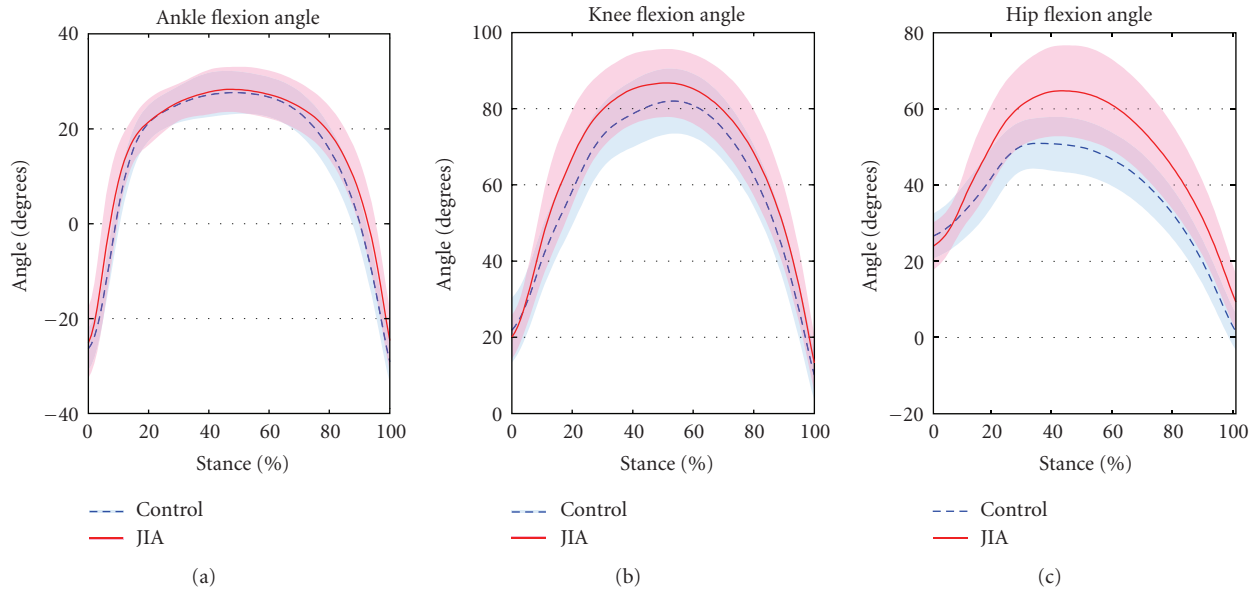 Ankle flexion angle
40
20
0
−20
−40
Angle (degrees)
0 20 40 60 80 100
Stance (%)
Control
JIA
(a)
Knee flexion angle
100
80
60
40
20
0
Angle (degrees)
0 20 40 60 80 100
Stance (%)
Control
JIA
(b)
Hip flexion angle
80
60
40
20
0
−20
Angle (degrees)
0 20 40 60 80 100
Stance (%)
Control
JIA
(c)